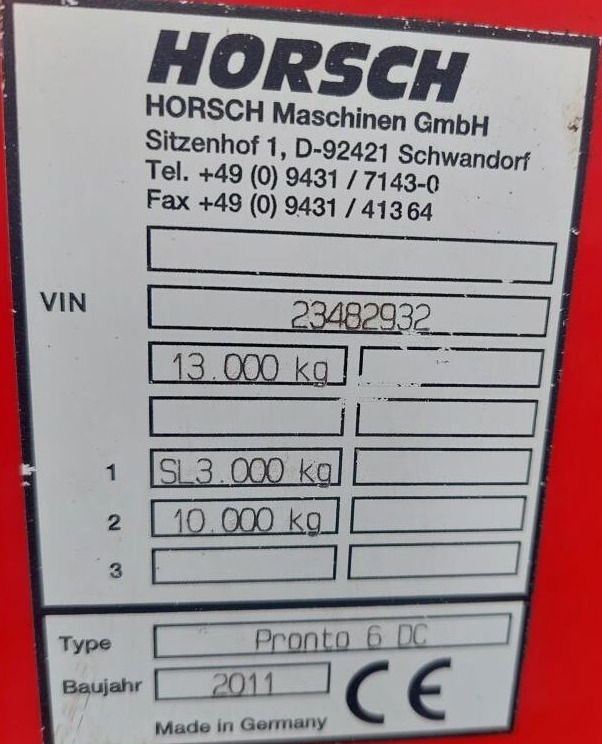 HORSCH
HORSCH Maschinen GmbH
Sitzenhof 1, D-92421 Schwandorf
Tel. +49 (0) 9431 / 7143-0
Fax +49 (0) 9431 / 41364
VIN 23482932
13.000 kg
1 SL3.000 kg
2 10.000 kg
3
Type Pronto 6 DC
Baujahr 2011 CE
Made in Germany